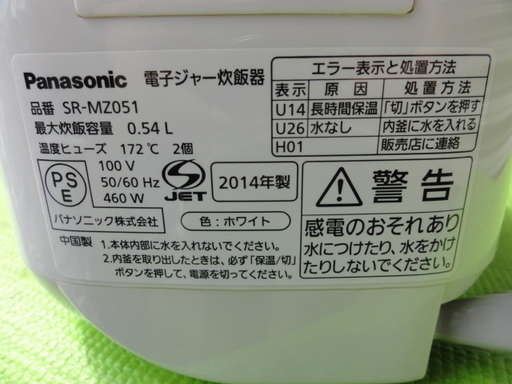 Panasonic 電子ジャー炊飯器
品番 SR-MZ051
最大炊飯容量 0.54 L
温度ヒューズ 172℃ 2個
PS
E
100 V
50/60 Hz
460 W
S
JET
2014年製
パナソニック株式会社
色:ホワイト
中国製
1.本体内部に水を入れないでください。
2.内釜を取り出したときは、必ず「保温/切」
ボタンを押して、電源を切ってください。
エラー表示と処置方法
表示 原因 処置方法
U14 長時間保温 「切」ボタンを押す
U26 水なし 内釜に水を入れる
H01 販売店に連絡
警告
感電のおそれあり
水につけたり、水をかけ
たりしないでください。